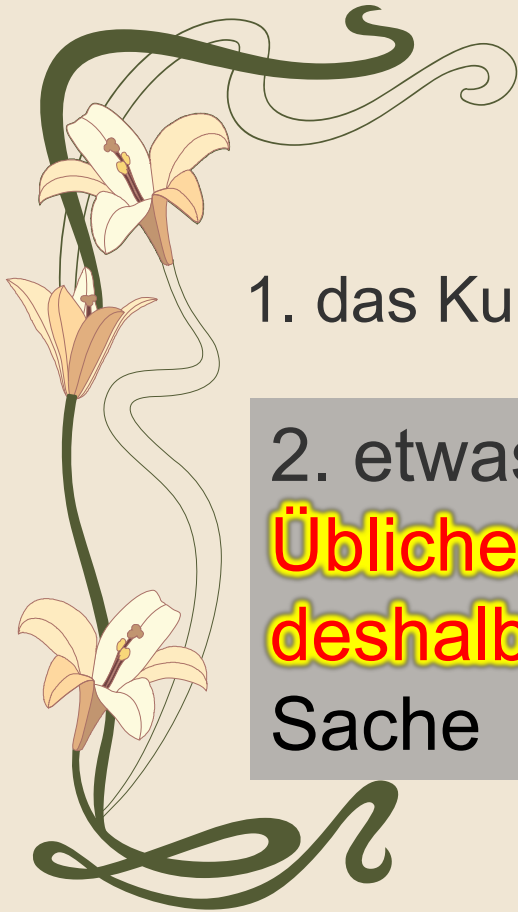 1. das Ku
2. etwas
Übliche
deshalb
Sache